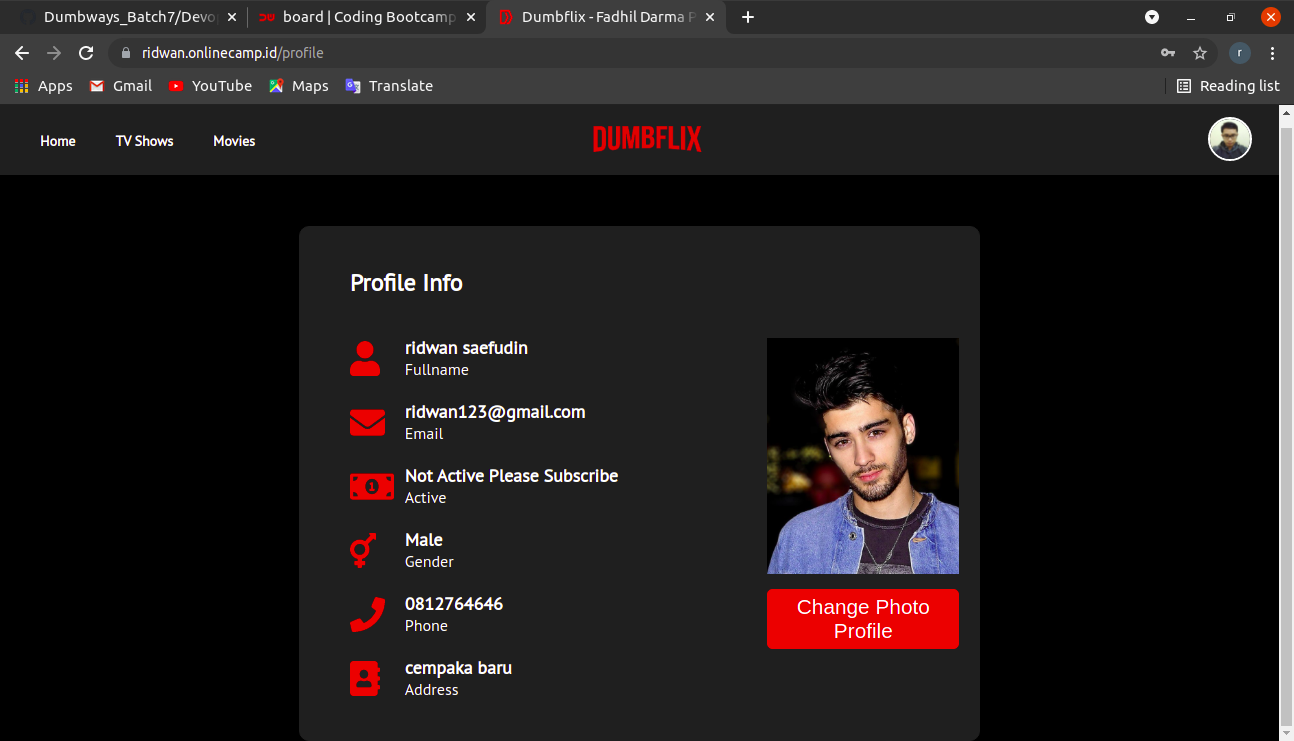 Dumbways_Batch7/Devop
board | Coding Bootcamp
Dumbflix - Fadhil Darma P
ridwan.onlinecamp.id/profile
r
Apps
Gmail
YouTube
Maps
Translate
Reading list
Home
TV Shows
Movies
DUMBFLIX
Profile Info
ridwan saefudin
Fullname
ridwan123@gmail.com
Email
1
Not Active Please Subscribe
Active
Male
Gender
0812764646
Phone
cempaka baru
Address
Change Photo
Profile